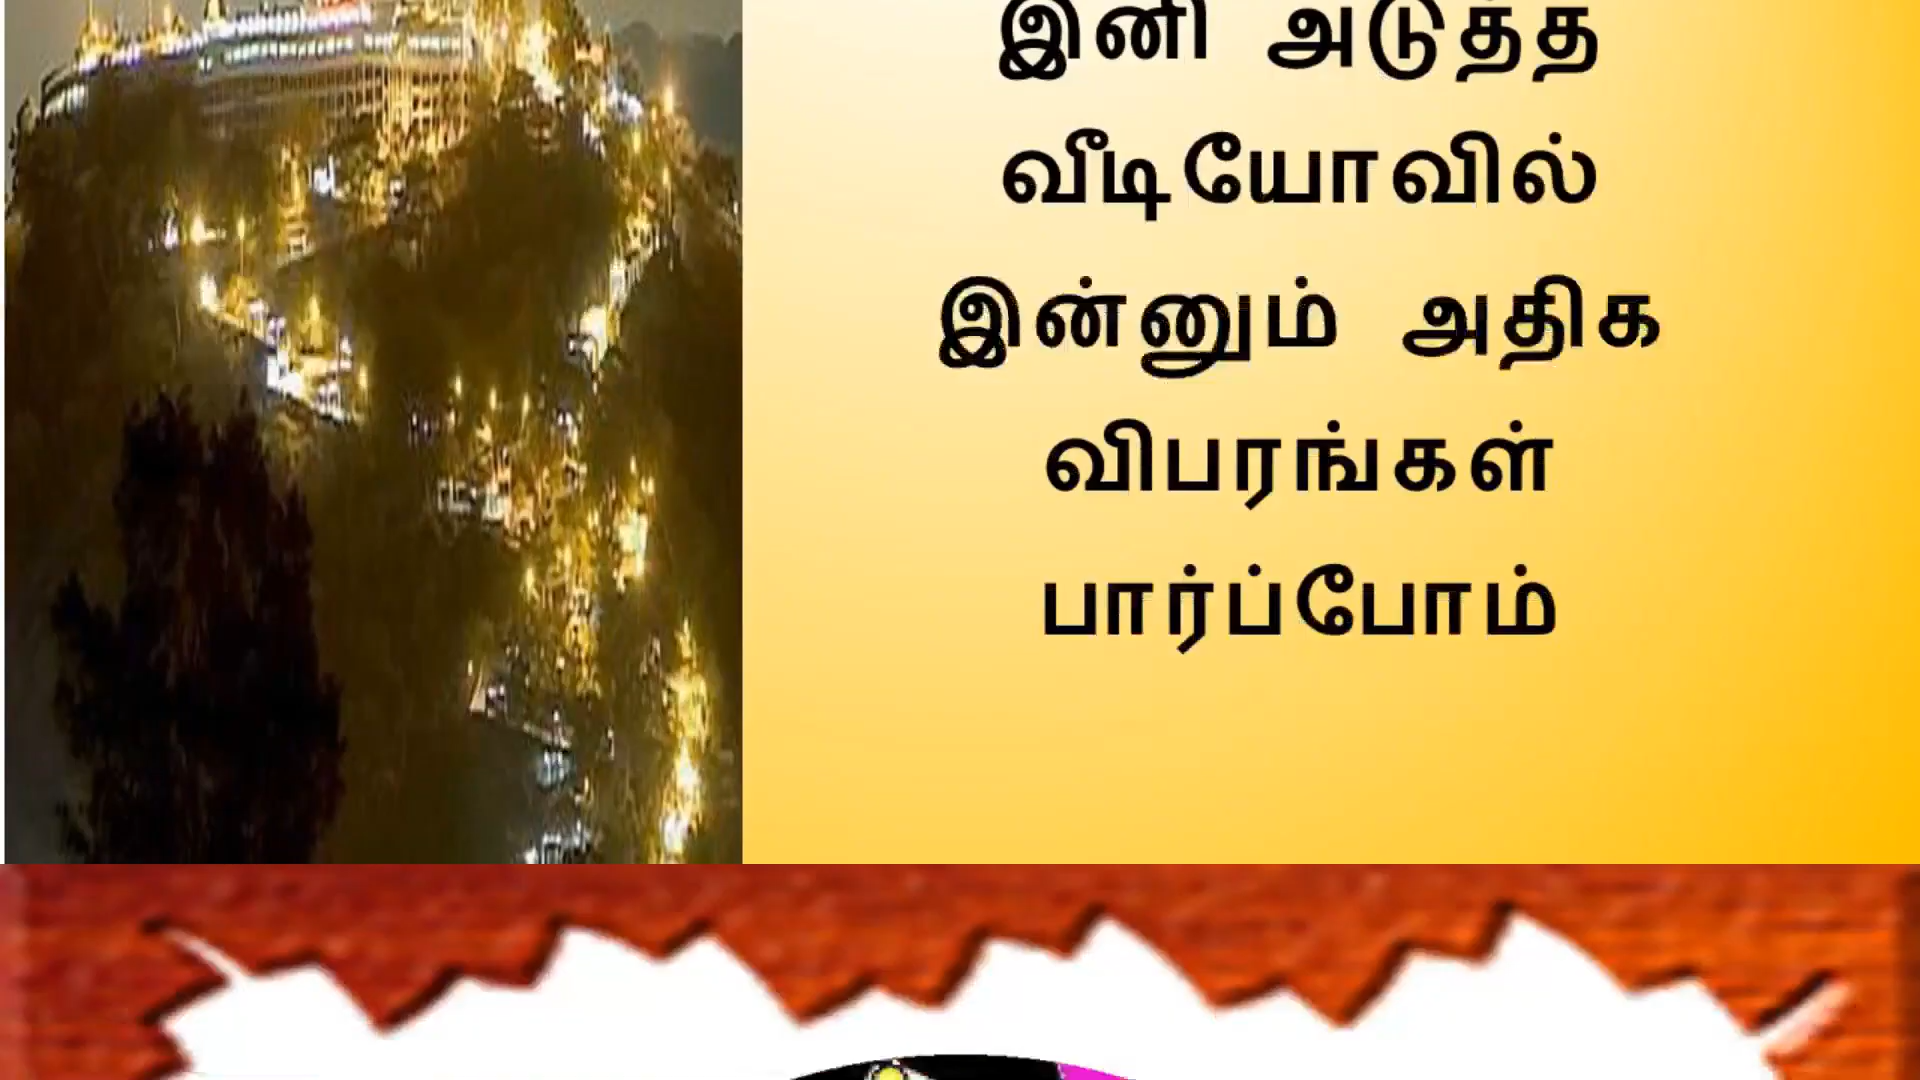 இனி அடுத்த
வீடியோவில்
இன்னும் அதிக
விபரங்கள்
பார்ப்போம்